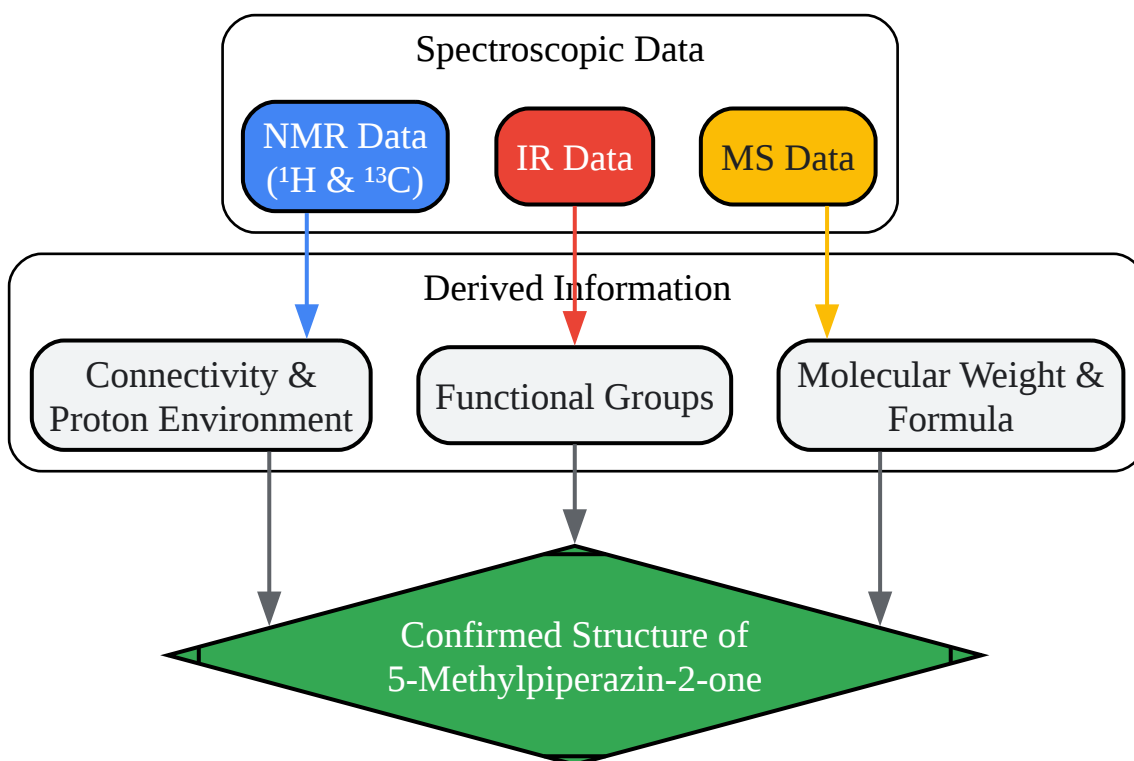 Spectroscopic Data
NMR Data
(¹H & ¹³C)
IR Data
MS Data
Derived Information
Connectivity &
Proton Environment
Functional Groups
Molecular Weight &
Formula
Confirmed Structure of
5-Methylpiperazin-2-one